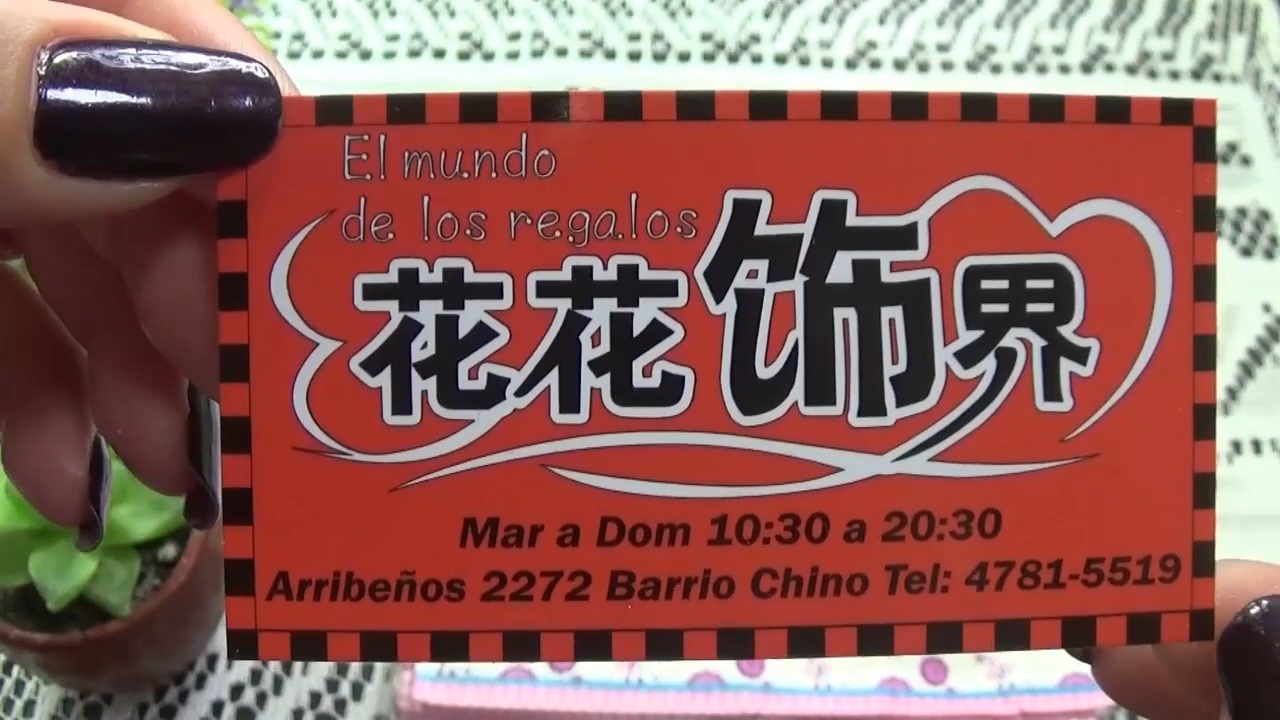 El mundo
de los regalos
花花饰界
Mar a Dom 10:30 a 20:30
Arribeños 2272 Barrio Chino Tel: 4781-5519